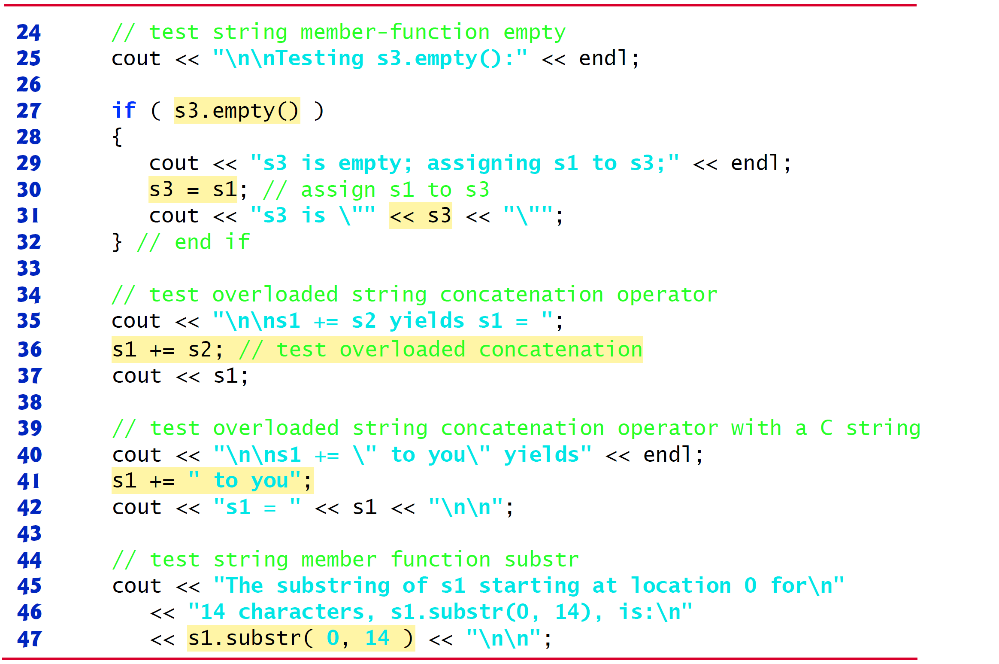 24 // test string member-function empty
25 cout << "\n\nTesting s3.empty():" << endl;
26
27 if ( s3.empty() )
28 {
29 cout << "s3 is empty; assigning s1 to s3;" << endl;
30 s3 = s1; // assign s1 to s3
31 cout << "s3 is \"" << s3 << "\"";
32 } // end if
33
34 // test overloaded string concatenation operator
35 cout << "\n\ns1 += s2 yields s1 = ";
36 s1 += s2; // test overloaded concatenation
37 cout << s1;
38
39 // test overloaded string concatenation operator with a C string
40 cout << "\n\ns1 += \" to you\" yields" << endl;
41 s1 += " to you";
42 cout << "s1 = " << s1 << "\n\n";
43
44 // test string member function substr
45 cout << "The substring of s1 starting at location 0 for\n"
46 << "14 characters, s1.substr(0, 14), is:\n"
47 << s1.substr( 0, 14 ) << "\n\n";